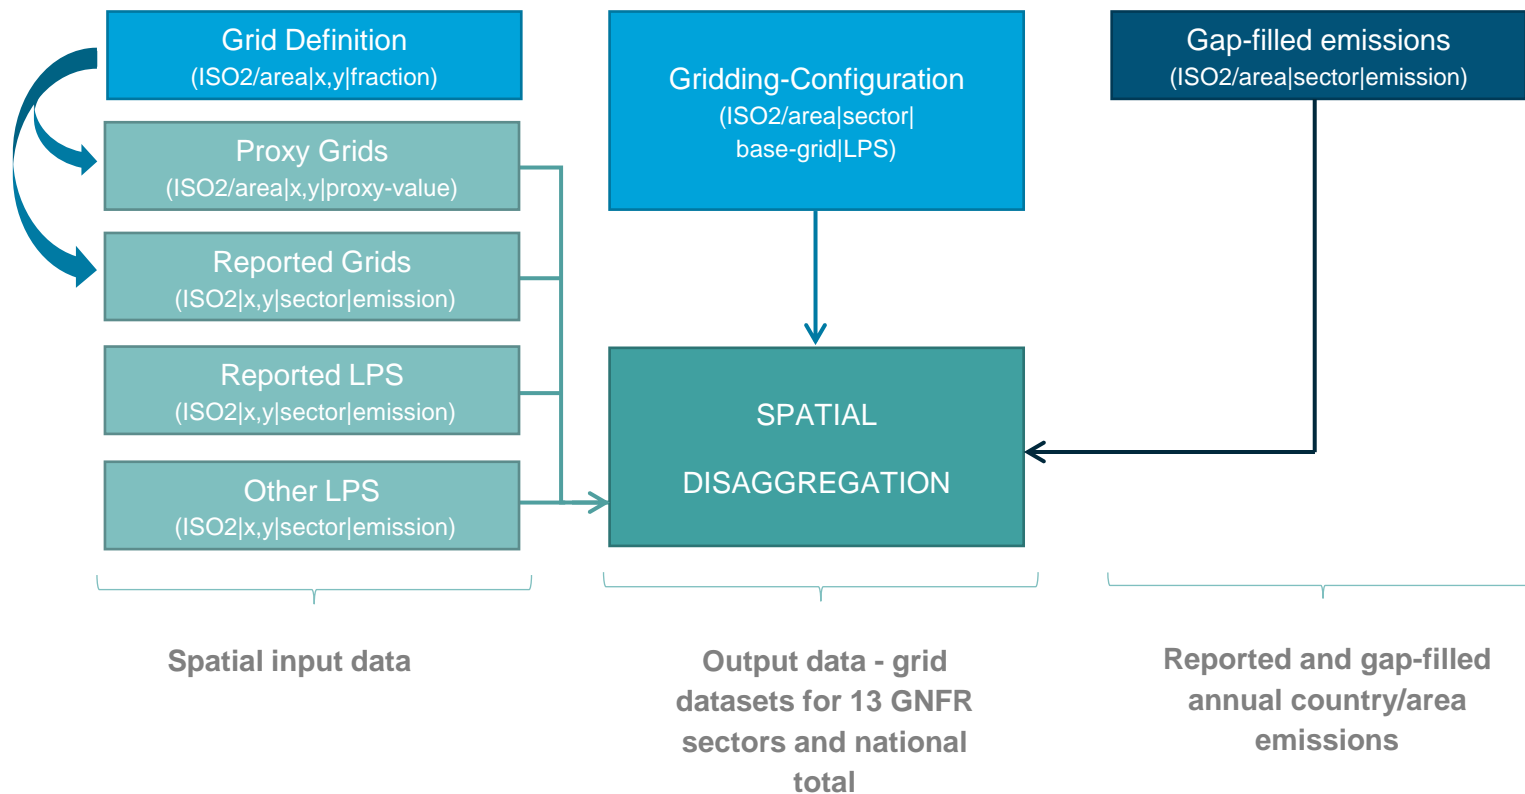 Grid Definition
(ISO2/area|x,y|fraction)
Proxy Grids
(ISO2/area|x,y|proxy-value)
Reported Grids
(ISO2|x,y|sector|emission)
Reported LPS
(ISO2|x,y|sector|emission)
Other LPS
(ISO2|x,y|sector|emission)
Spatial input data
Gridding-Configuration
(ISO2/area|sector|
base-grid|LPS)
SPATIAL
DISAGGREGATION
Output data - grid
datasets for 13 GNFR
sectors and national
total
Gap-filled emissions
(ISO2/area|sector|emission)
Reported and gap-filled
annual country/area
emissions